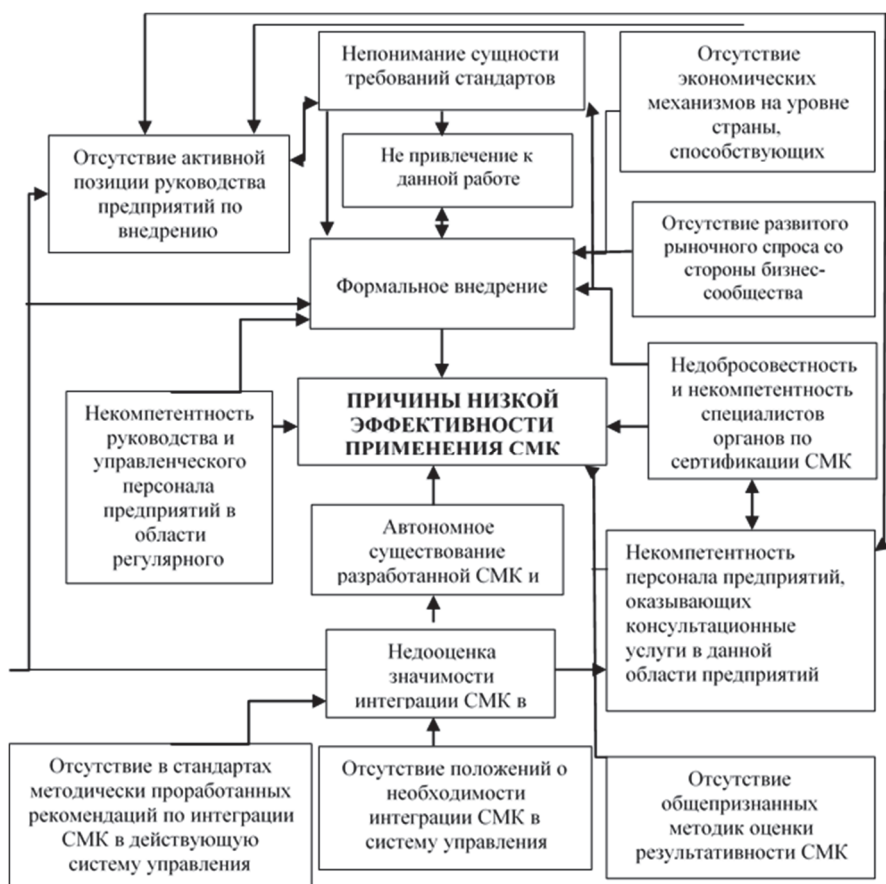 Непонимание сущности
требований стандартов
Отсутствие
экономических
механизмов на уровне
страны,
способствующих
Отсутствие активной
позиции руководства
предприятий по
внедрению
Не привлечение к
данной работе
Отсутствие развитого
рыночного спроса со
стороны бизнес-
сообщества
Формальное внедрение
Недобросовестность
и некомпетентность
специалистов
органов по
сертификации СМК
ПРИЧИНЫ НИЗКОЙ
ЭФФЕКТИВНОСТИ
ПРИМЕНЕНИЯ СМК
Некомпетентность
руководства и
управленческого
персонала
предприятий в
области
регулярного
Автономное
существование
разработанной СМК и
Некомпетентность
персонала предприятий,
оказывающих
консультационные
услуги в данной
области предприятий
Недооценка
значимости
интеграции СМК в
Отсутствие в стандартах
методически проработанных
рекомендаций по интеграции
СМК в действующую
систему управления
Отсутствие положений о
необходимости
интеграции СМК в
систему управления
Отсутствие
общепризнанных
методик оценки
результативности СМК